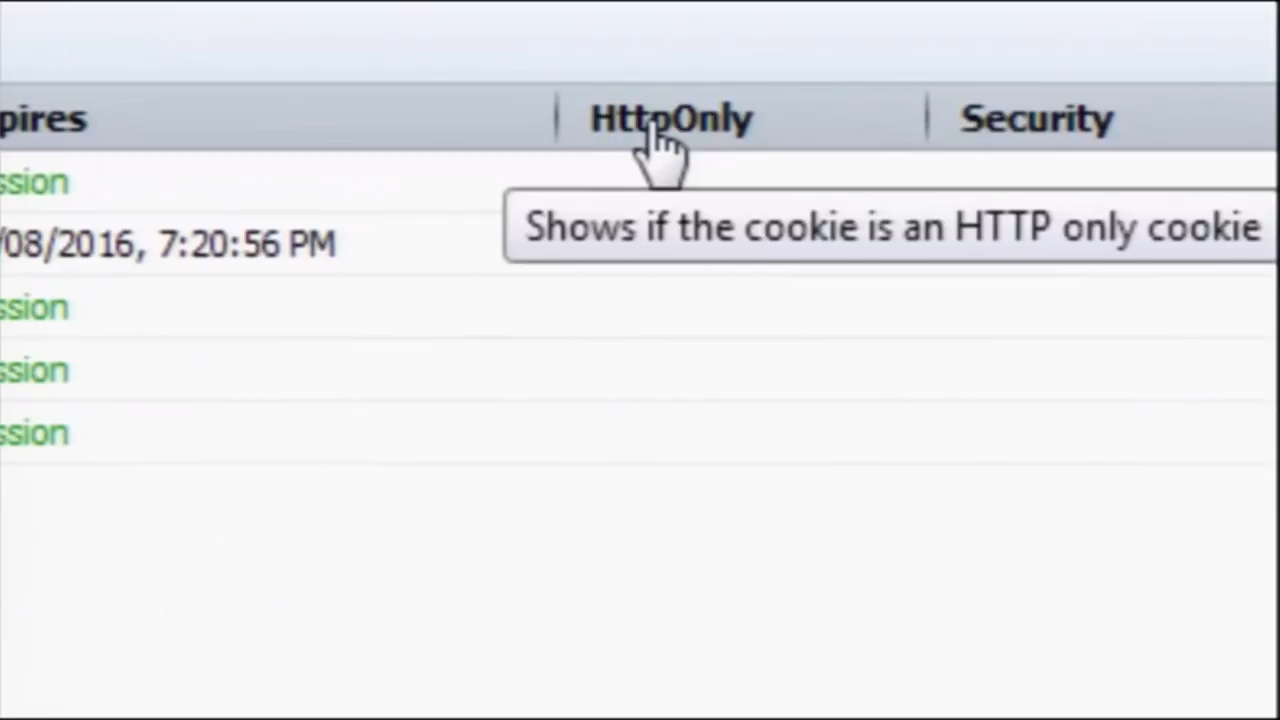 pires HttpOnly Security
ssion
Shows if the cookie is an HTTP only cookie
/08/2016, 7:20:56 PM
ssion
ssion
ssion